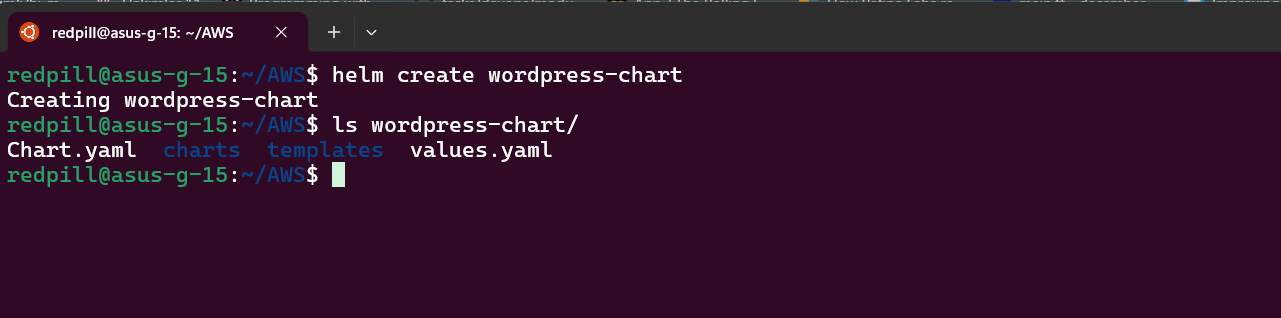 redpill@asus-g-15: ~/AWS
redpill@asus-g-15:~/AWS$ helm create wordpress-chart
Creating wordpress-chart
redpill@asus-g-15:~/AWS$ ls wordpress-chart/
Chart.yaml  charts  templates  values.yaml
redpill@asus-g-15:~/AWS$